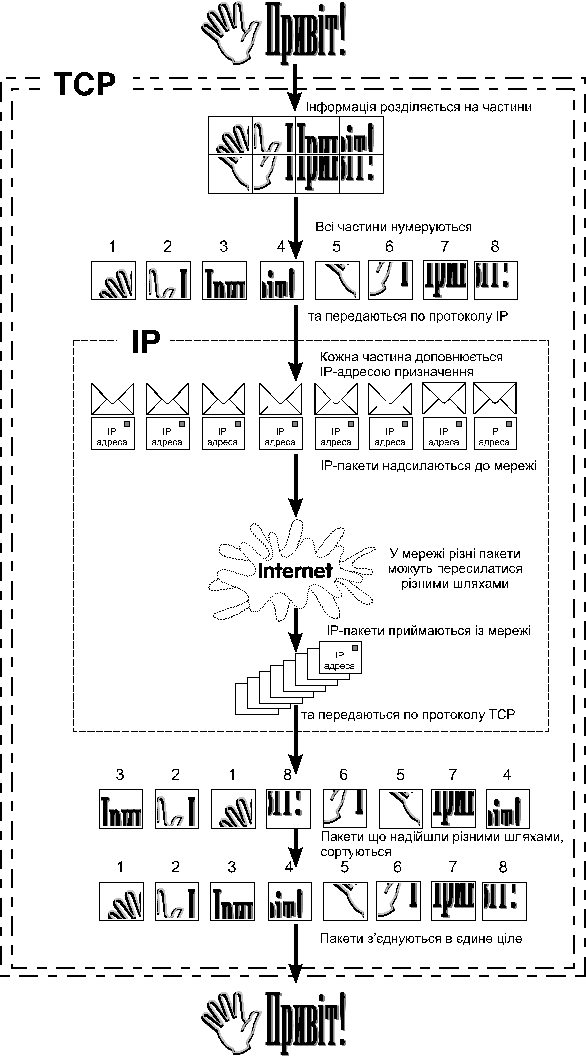 Привіт!
TCP
Інформація розділяється на частини
Привіт!
Всі частини нумеруються
1 2 3 4 5 6 7 8
та передаються по протоколу IP
IP
Кожна частина доповнюється
IP-адресою призначення
IP IP IP IP IP IP IP P
адреса адреса адреса адреса адреса адреса адреса адреса
IP-пакети надсилаються до мережі
Internet
У мережі різні пакети
можуть пересилатися
різними шляхами
IP-пакети приймаються із мережі
IP
адреса
та передаються по протоколу TCP
3 2 1 8 6 5 7 4
Пакети що надійшли різними шляхами,
сортуються
1 2 3 4 5 6 7 8
Пакети з’єднуються в єдине ціле
Привіт!